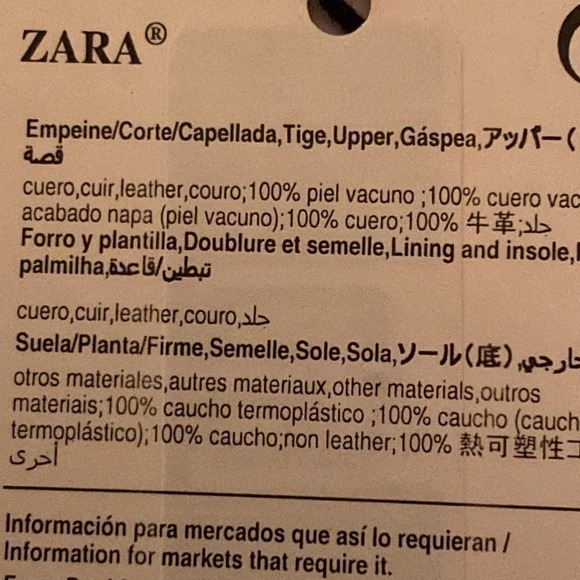 ZARA®
Empeine/Corte/Capellada,Tige,Upper,Gáspea,アッパー(
قصة
cuero,cuir,leather,couro;100% piel vacuno ;100% cuero vac
acabado napa (piel vacuno);100% cuero;100% 牛革;جلد
Forro y plantilla,Doublure et semelle,Lining and insole,
palmilha,تبطين/قاعدة
cuero,cuir,leather,couro,جلد
Suela/Planta/Firme,Semelle,Sole,Sola,ソール(底),
otros materiales,autres materiaux,other materials,outros
materiais;100% caucho termoplástico ;100% caucho (cauch
termoplástico);100% caucho;non leather;100% 熱可塑性ゴ
أخرى
Información para mercados que así lo requieran /
Information for markets that require it.